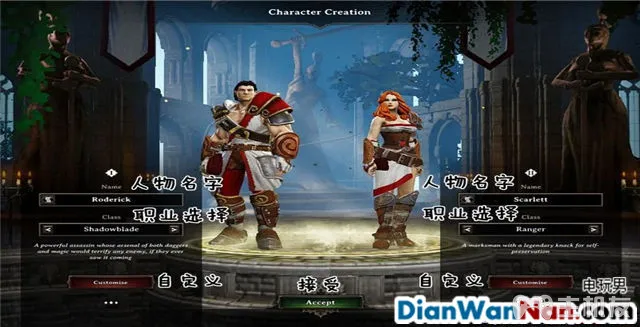 Character Creation
Name
人物名字
Roderick
职业选择
Class
Shadowblade
A powerful assassin whose arsenal of both daggers
and magic would terrify any enemy, if they ever
saw it coming
Customise
自定义
Name
人物名字
Scarlett
职业选择
Class
Ranger
A marksman with a legendary knack for self-
preservation
自定义
Customise
接受
Accept
电玩男
DianWanNan.com